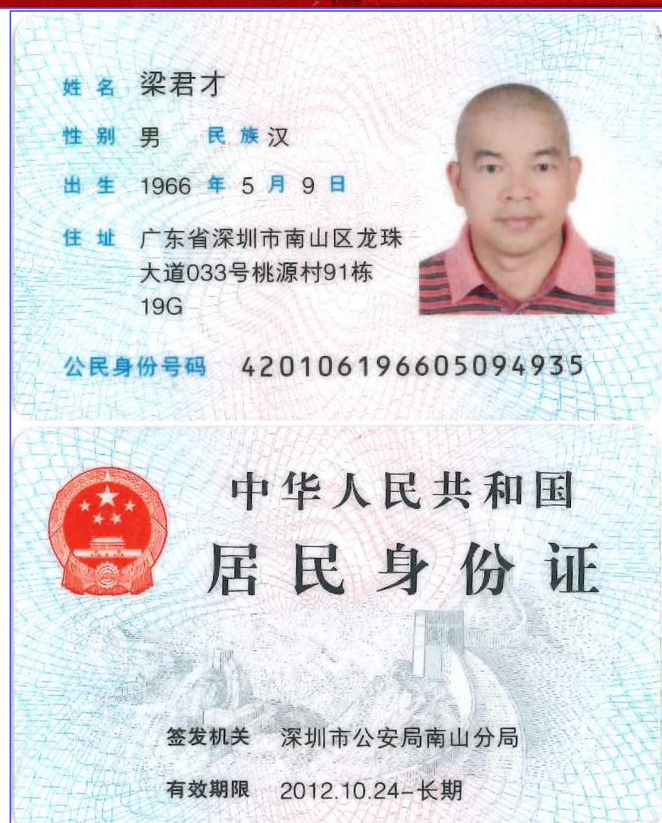 姓名 梁君才
性别 男 民族 汉
出生 1966 年 5 月 9 日
住址 广东省深圳市南山区龙珠
大道033号桃源村91栋
19G
公民身份号码 420106196605094935
中华人民共和国
居民身份证
签发机关 深圳市公安局南山分局
有效期限 2012.10.24-长期